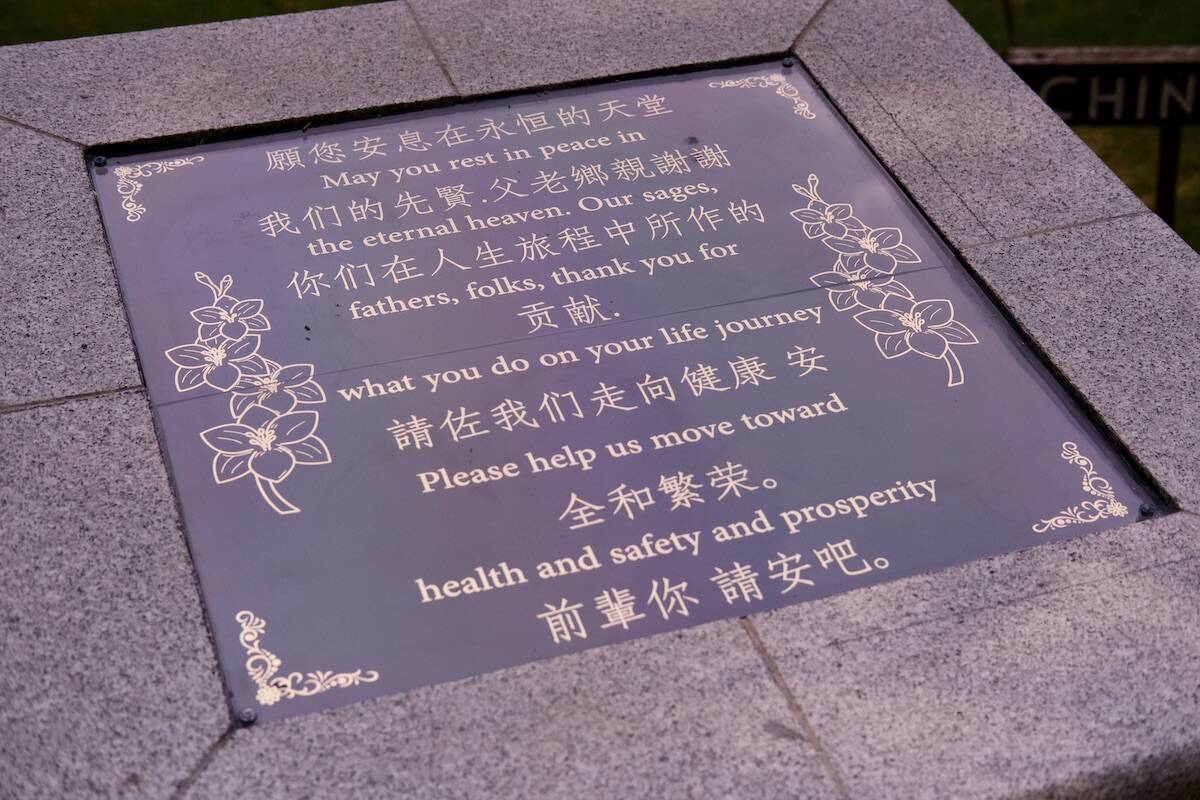 願您安息在永恒的天堂
May you rest in peace in
我们的先賢.父老鄉親謝謝
the eternal heaven. Our sages,
你们在人生旅程中所作的
fathers, folks, thank you for
贡献.
what you do on your life journey
請佐我们走向健康 安
Please help us move toward
全和繁荣。
health and safety and prosperity
前輩你 請安吧。
CHIN